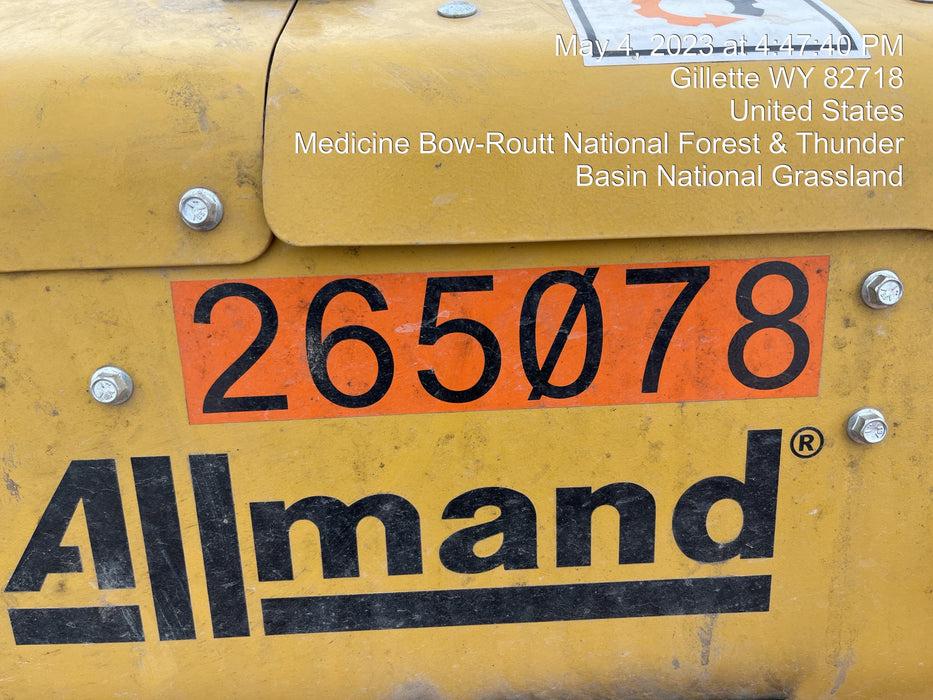 May 4, 2023 at 4:47:40 PM
Gillette WY 82718
United States
Medicine Bow-Routt National Forest & Thunder
Basin National Grassland
265Ø78
Allmand®